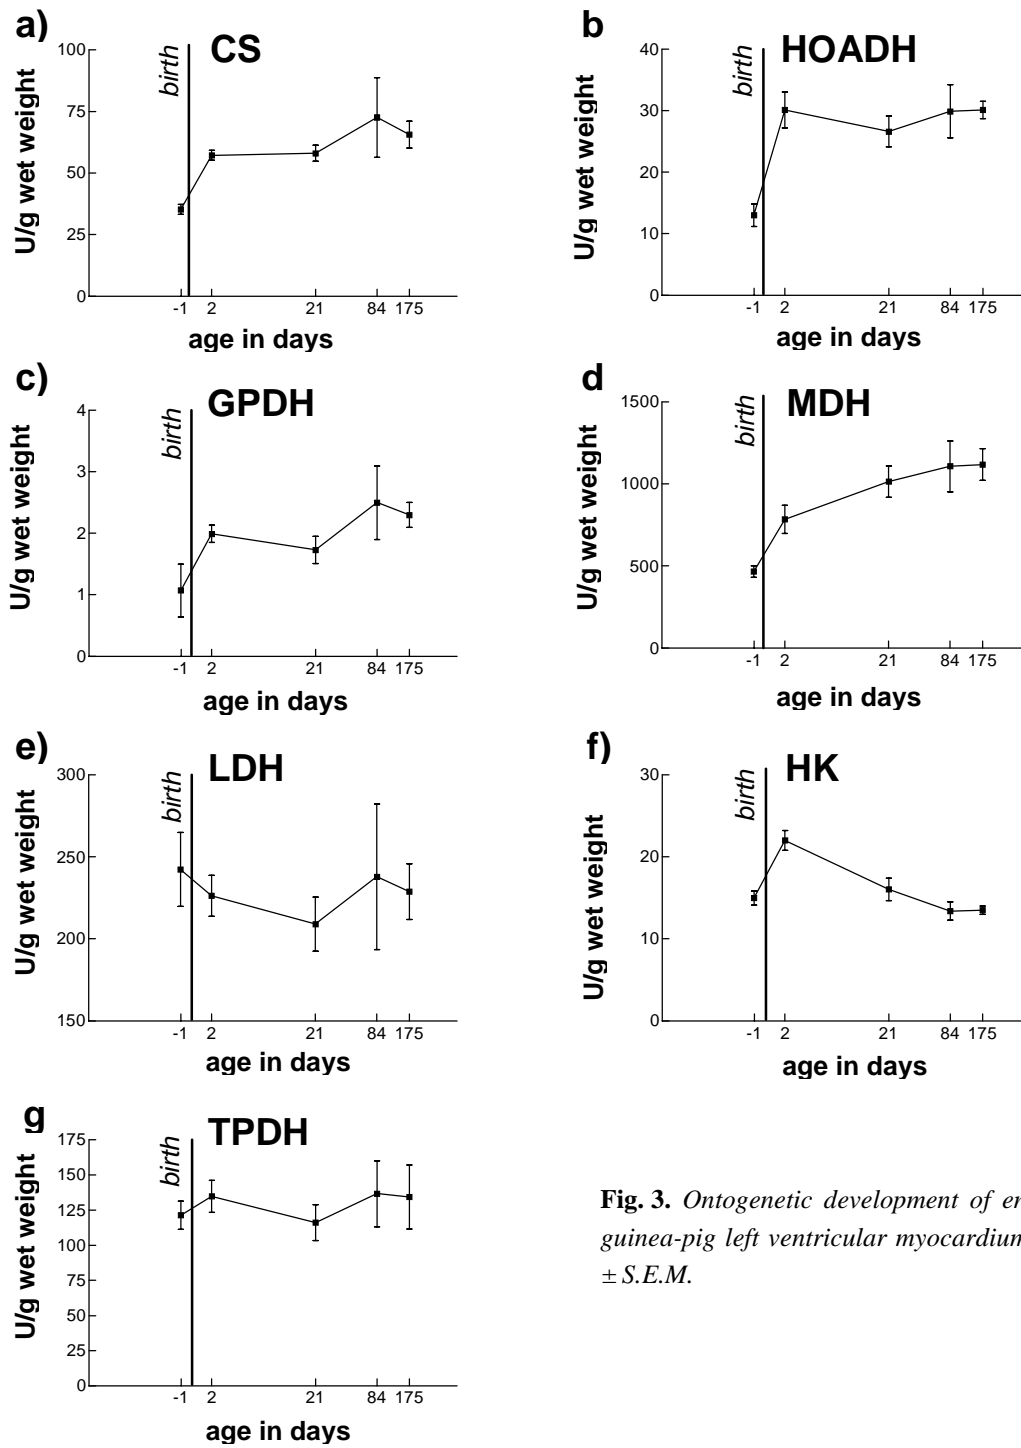 a)
CS
birth
U/g wet weight
100
75
50
25
0
-1 2 21 84 175
age in days
b
HOADH
birth
U/g wet weight
40
30
20
10
0
-1 2 21 84 175
age in days
c)
GPDH
birth
U/g wet weight
4
3
2
1
0
-1 2 21 84 175
age in days
d
MDH
birth
U/g wet weight
1500
1000
500
0
-1 2 21 84 175
age in days
e)
LDH
birth
U/g wet weight
300
250
200
150
-1 2 21 84 175
age in days
f)
HK
birth
U/g wet weight
30
20
10
0
-1 2 21 84 175
age in days
g
TPDH
birth
U/g wet weight
175
150
125
100
75
50
25
0
-1 2 21 84 175
age in days
Fig. 3. Ontogenetic development of
guinea-pig left ventricular myocardium
± S.E.M.